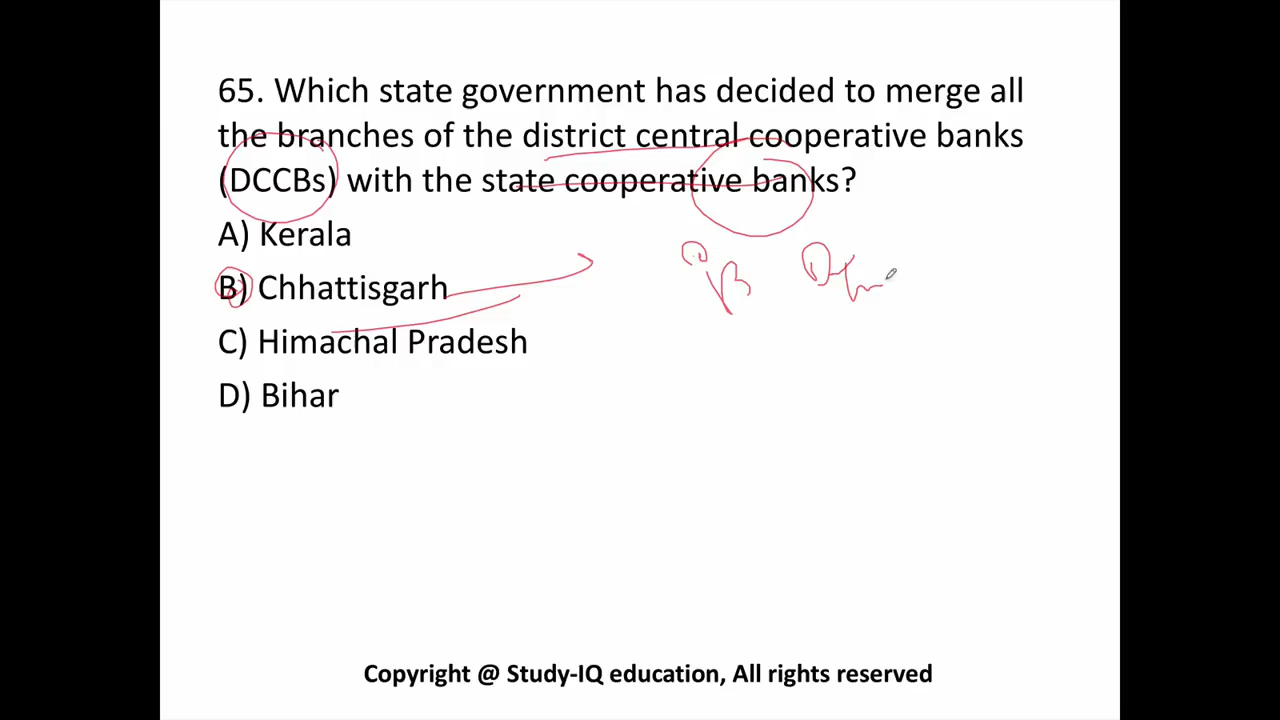 65. Which state government has decided to merge all
the branches of the district central cooperative banks
(DCCBs) with the state cooperative banks?
A) Kerala
B) Chhattisgarh
C) Himachal Pradesh
D) Bihar
Copyright @ Study-IQ education, All rights reserved